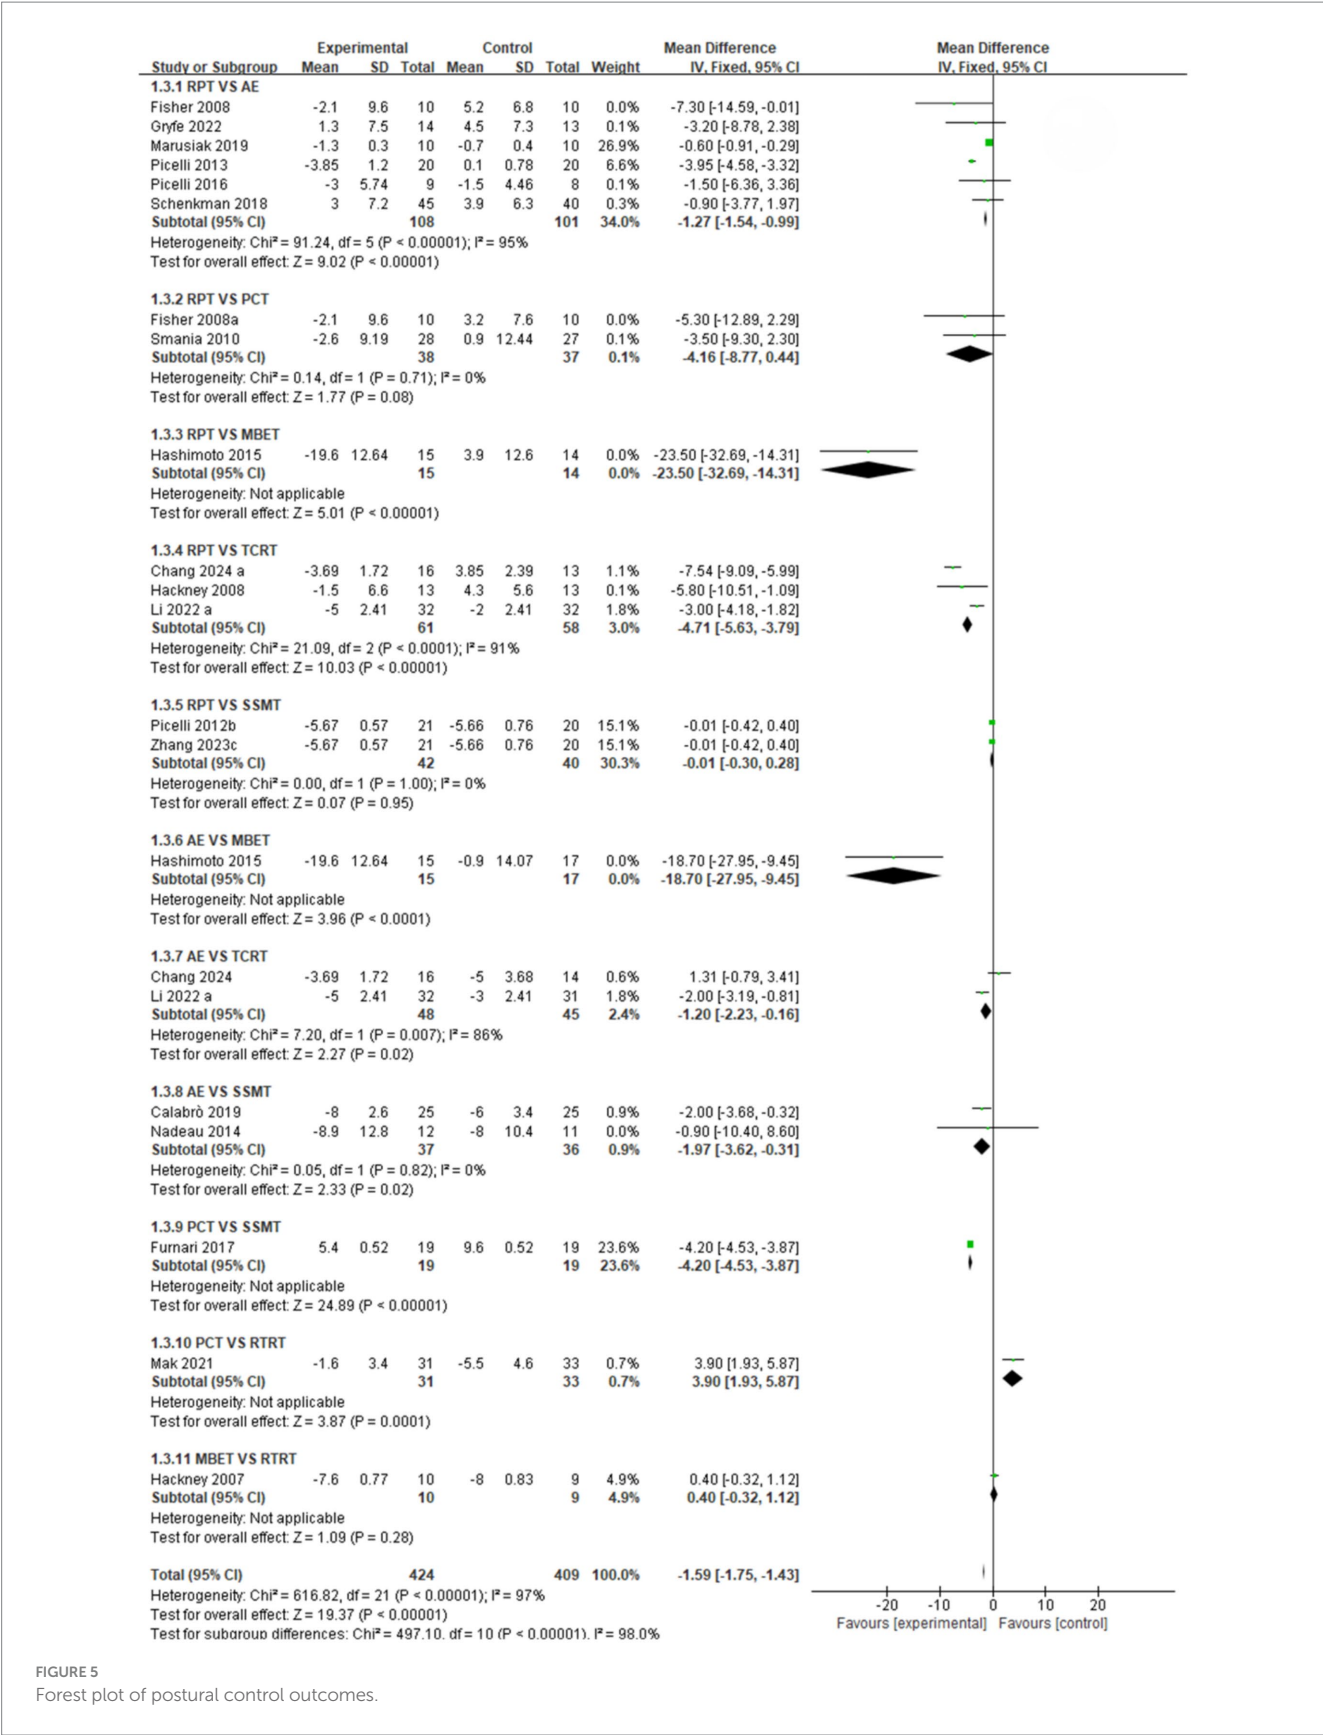 Experimental Control Mean Difference Mean Difference
Study or Subgroup Mean SD Total Mean SD Total Weight IV, Fixed, 95% CI IV, Fixed, 95% CI
1.3.1 RPT VS AE
Fisher 2008 -2.1 9.6 10 5.2 6.8 10 0.0% -7.30 [-14.59, -0.01]
Gryfe 2022 1.3 7.5 14 4.5 7.3 13 0.1% -3.20 [-8.78, 2.38]
Marusiak 2019 -1.3 0.3 10 -0.7 0.4 10 26.9% -0.60 [-0.91, -0.29]
Picelli 2013 -3.85 1.2 20 0.1 0.78 20 6.6% -3.95 [-4.58, -3.32]
Picelli 2016 -3 5.74 9 -1.5 4.46 8 0.1% -1.50 [-6.36, 3.36]
Schenkman 2018 3 7.2 45 3.9 6.3 40 0.3% -0.90 [-3.77, 1.97]
Subtotal (95% CI) 108 101 34.0% -1.27 [-1.54, -0.99]
Heterogeneity: Chi² = 91.24, df = 5 (P < 0.00001); I² = 95%
Test for overall effect: Z = 9.02 (P < 0.00001)
1.3.2 RPT VS PCT
Fisher 2008a -2.1 9.6 10 3.2 7.6 10 0.0% -5.30 [-12.89, 2.29]
Smania 2010 -2.6 9.19 28 0.9 12.44 27 0.1% -3.50 [-9.30, 2.30]
Subtotal (95% CI) 38 37 0.1% -4.16 [-8.77, 0.44]
Heterogeneity: Chi² = 0.14, df = 1 (P = 0.71); I² = 0%
Test for overall effect: Z = 1.77 (P = 0.08)
1.3.3 RPT VS MBET
Hashimoto 2015 -19.6 12.64 15 3.9 12.6 14 0.0% -23.50 [-32.69, -14.31]
Subtotal (95% CI) 15 14 0.0% -23.50 [-32.69, -14.31]
Heterogeneity: Not applicable
Test for overall effect: Z = 5.01 (P < 0.00001)
1.3.4 RPT VS TCRT
Chang 2024 a -3.69 1.72 16 3.85 2.39 13 1.1% -7.54 [-9.09, -5.99]
Hackney 2008 -1.5 6.6 13 4.3 5.6 13 0.1% -5.80 [-10.51, -1.09]
Li 2022 a -5 2.41 32 -2 2.41 32 1.8% -3.00 [-4.18, -1.82]
Subtotal (95% CI) 61 58 3.0% -4.71 [-5.63, -3.79]
Heterogeneity: Chi² = 21.09, df = 2 (P < 0.0001); I² = 91%
Test for overall effect: Z = 10.03 (P < 0.00001)
1.3.5 RPT VS SSMT
Picelli 2012b -5.67 0.57 21 -5.66 0.76 20 15.1% -0.01 [-0.42, 0.40]
Zhang 2023c -5.67 0.57 21 -5.66 0.76 20 15.1% -0.01 [-0.42, 0.40]
Subtotal (95% CI) 42 40 30.3% -0.01 [-0.30, 0.28]
Heterogeneity: Chi² = 0.00, df = 1 (P = 1.00); I² = 0%
Test for overall effect: Z = 0.07 (P = 0.95)
1.3.6 AE VS MBET
Hashimoto 2015 -19.6 12.64 15 -0.9 14.07 17 0.0% -18.70 [-27.95, -9.45]
Subtotal (95% CI) 15 17 0.0% -18.70 [-27.95, -9.45]
Heterogeneity: Not applicable
Test for overall effect: Z = 3.96 (P < 0.0001)
1.3.7 AE VS TCRT
Chang 2024 -3.69 1.72 16 -5 3.68 14 0.6% 1.31 [-0.79, 3.41]
Li 2022 a -5 2.41 32 -3 2.41 31 1.8% -2.00 [-3.19, -0.81]
Subtotal (95% CI) 48 45 2.4% -1.20 [-2.23, -0.16]
Heterogeneity: Chi² = 7.20, df = 1 (P = 0.007); I² = 86%
Test for overall effect: Z = 2.27 (P = 0.02)
1.3.8 AE VS SSMT
Calabrò 2019 -8 2.6 25 -6 3.4 25 0.9% -2.00 [-3.68, -0.32]
Nadeau 2014 -8.9 12.8 12 -8 10.4 11 0.0% -0.90 [-10.40, 8.60]
Subtotal (95% CI) 37 36 0.9% -1.97 [-3.62, -0.31]
Heterogeneity: Chi² = 0.05, df = 1 (P = 0.82); I² = 0%
Test for overall effect: Z = 2.33 (P = 0.02)
1.3.9 PCT VS SSMT
Furnari 2017 5.4 0.52 19 9.6 0.52 19 23.6% -4.20 [-4.53, -3.87]
Subtotal (95% CI) 19 19 23.6% -4.20 [-4.53, -3.87]
Heterogeneity: Not applicable
Test for overall effect: Z = 24.89 (P < 0.00001)
1.3.10 PCT VS RTRT
Mak 2021 -1.6 3.4 31 -5.5 4.6 33 0.7% 3.90 [1.93, 5.87]
Subtotal (95% CI) 31 33 0.7% 3.90 [1.93, 5.87]
Heterogeneity: Not applicable
Test for overall effect: Z = 3.87 (P = 0.0001)
1.3.11 MBET VS RTRT
Hackney 2007 -7.6 0.77 10 -8 0.83 9 4.9% 0.40 [-0.32, 1.12]
Subtotal (95% CI) 10 9 4.9% 0.40 [-0.32, 1.12]
Heterogeneity: Not applicable
Test for overall effect: Z = 1.09 (P = 0.28)
Total (95% CI) 424 409 100.0% -1.59 [-1.75, -1.43]
Heterogeneity: Chi² = 616.82, df = 21 (P < 0.00001); I² = 97%
Test for overall effect: Z = 19.37 (P < 0.00001)
Test for subgroup differences: Chi² = 497.10. df = 10 (P < 0.00001). I² = 98.0%
-20 -10 0 10 20
Favours [experimental] Favours [control]
FIGURE 5
Forest plot of postural control outcomes.